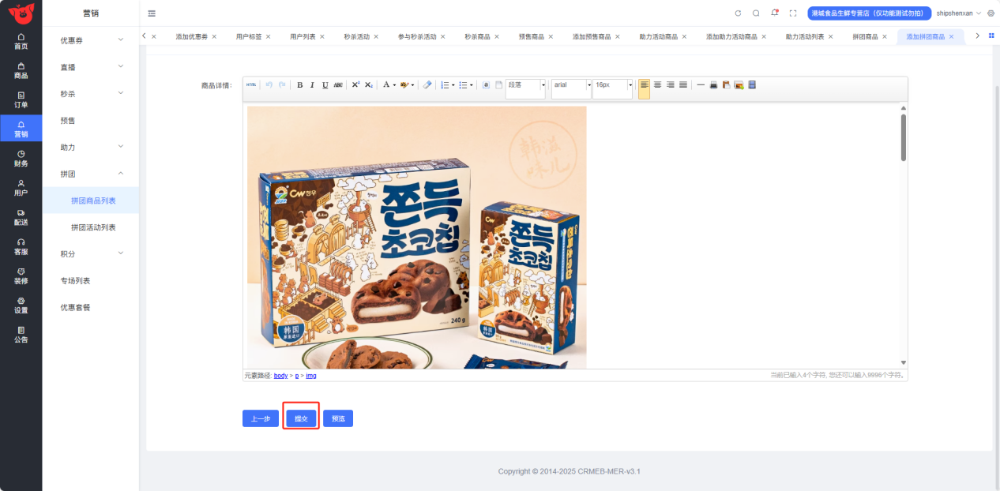 营销
港城食品生鲜专营店（仅功能测试勿拍）
shipshenxan
首页
商品
订单
营销
财务
用户
配送
客服
装修
设置
公告
优惠券
直播
秒杀
预售
助力
拼团
拼团商品列表
拼团活动列表
积分
专场列表
优惠套餐
添加优惠券
用户标签
用户列表
秒杀活动
参与秒杀活动
秒杀商品
预售商品
添加预售商品
助力活动商品
添加助力活动商品
助力活动列表
拼团商品
添加拼团商品
商品详情：
HTML
B I U ABC X² X₂ A
段落
arial
16px
韩滋
味儿
CW 청우
쫀득
초코칩
240 g
韩国
CW
쫀득
초코칩
韩国
元素路径: body > p > img
当前已输入4个字符, 您还可以输入9996个字符。
上一步
提交
预览
Copyright © 2014-2025 CRMEB-MER-v3.1